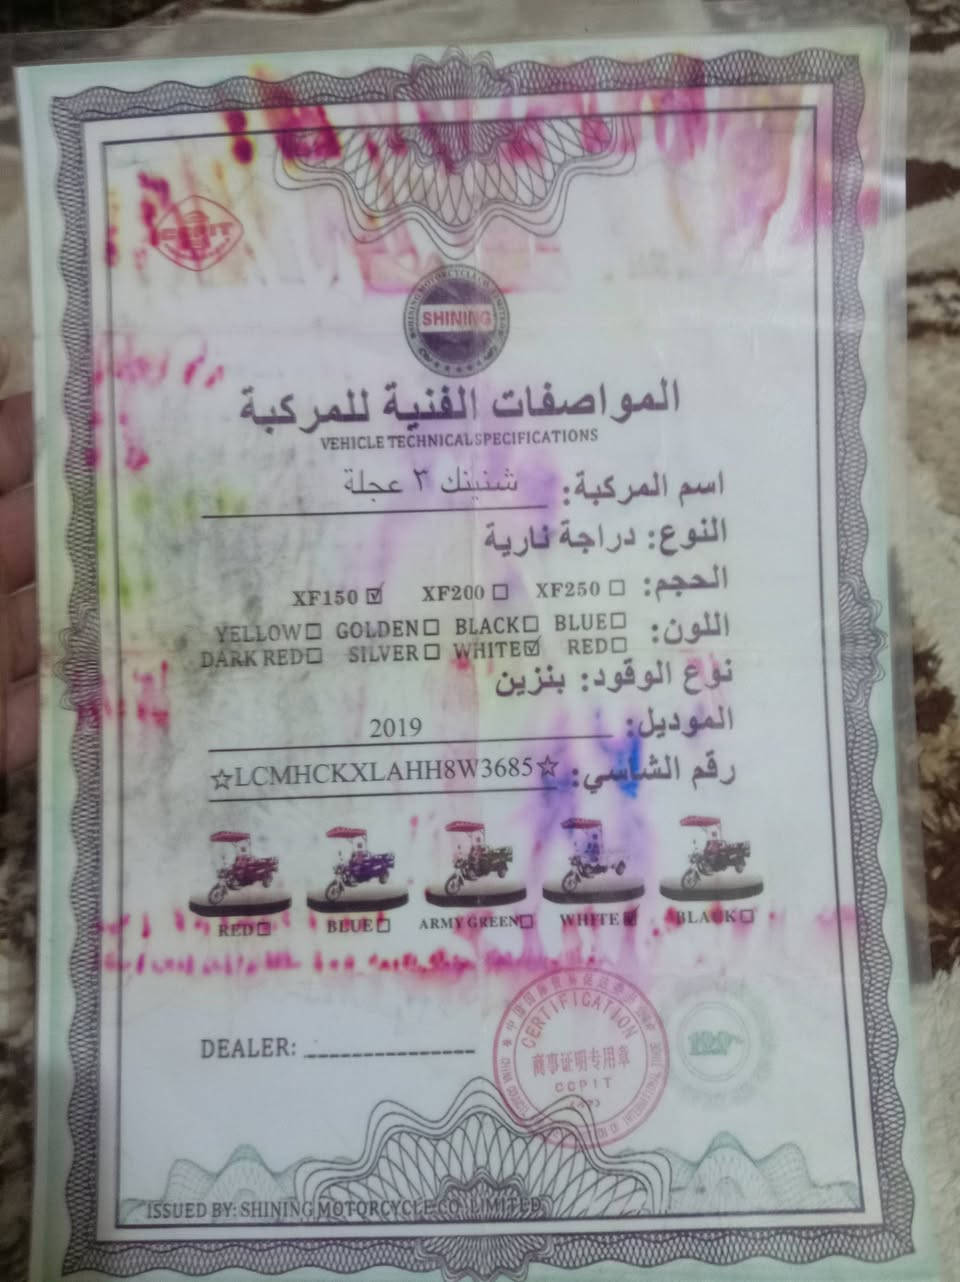 CCPIT
SHINING
المواصفات الفنية للمركبة
VEHICLE TECHNICAL SPECIFICATIONS
اسم المركبة: شنينك ٣ عجلة
النوع: دراجة نارية
الحجم: XF250 ☐ XF200 ☐ XF150 ☑
اللون: YELLOW☐ GOLDEN☐ BLACK☐ BLUE☐
DARK RED☐ SILVER☐ WHITE☑ RED☐
نوع الوقود: بنزين
الموديل: 2019
رقم الشاسي: ☆LCMHCKXLAHH8W3685☆
RED☐ BLUE☐ ARMY GREEN☐ WHITE☑ BLACK☐
DEALER:
CERTIFICATION
商事证明专用章
CCPIT
ISSUED BY: SHINING MOTORCYCLE CO. LIMITED